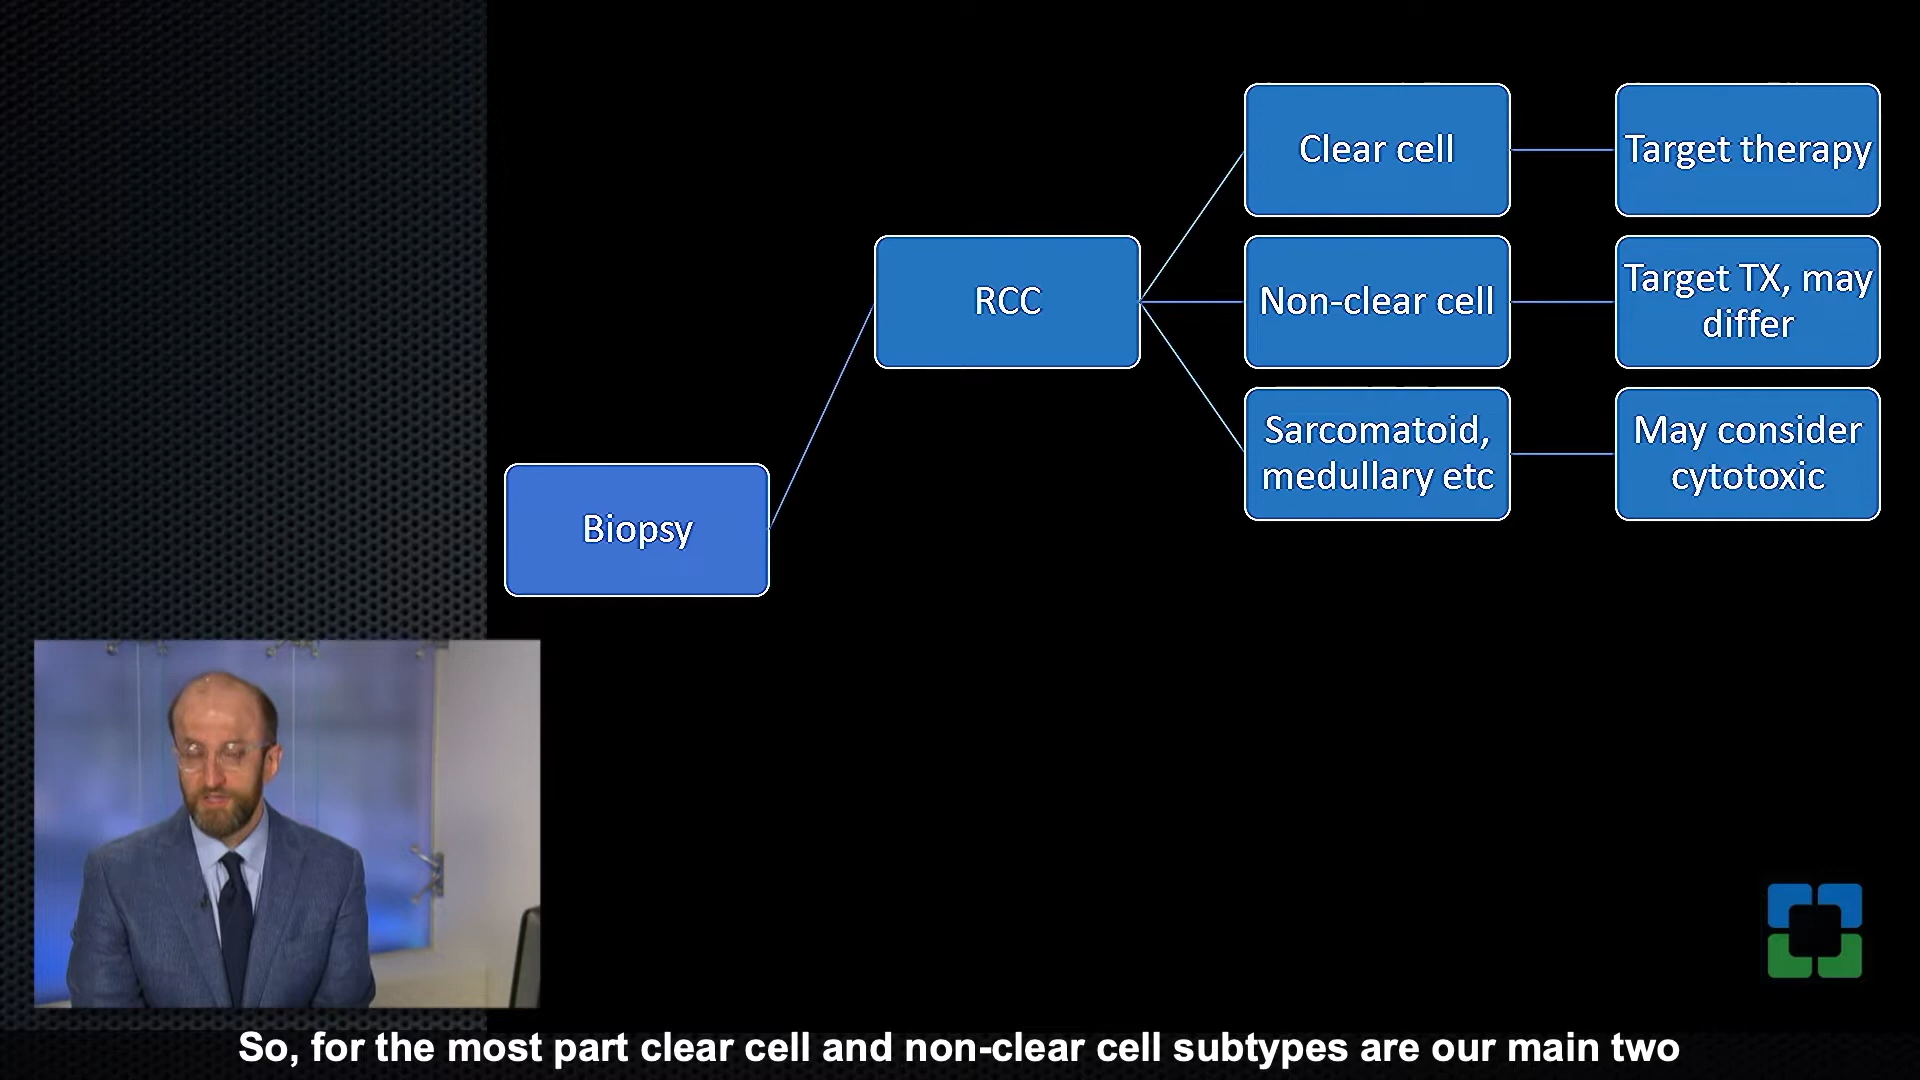 Clear cell
Target therapy
RCC
Non-clear cell
Target TX, may
differ
Sarcomatoid,
medullary etc
May consider
cytotoxic
Biopsy
So, for the most part clear cell and non-clear cell subtypes are our main two